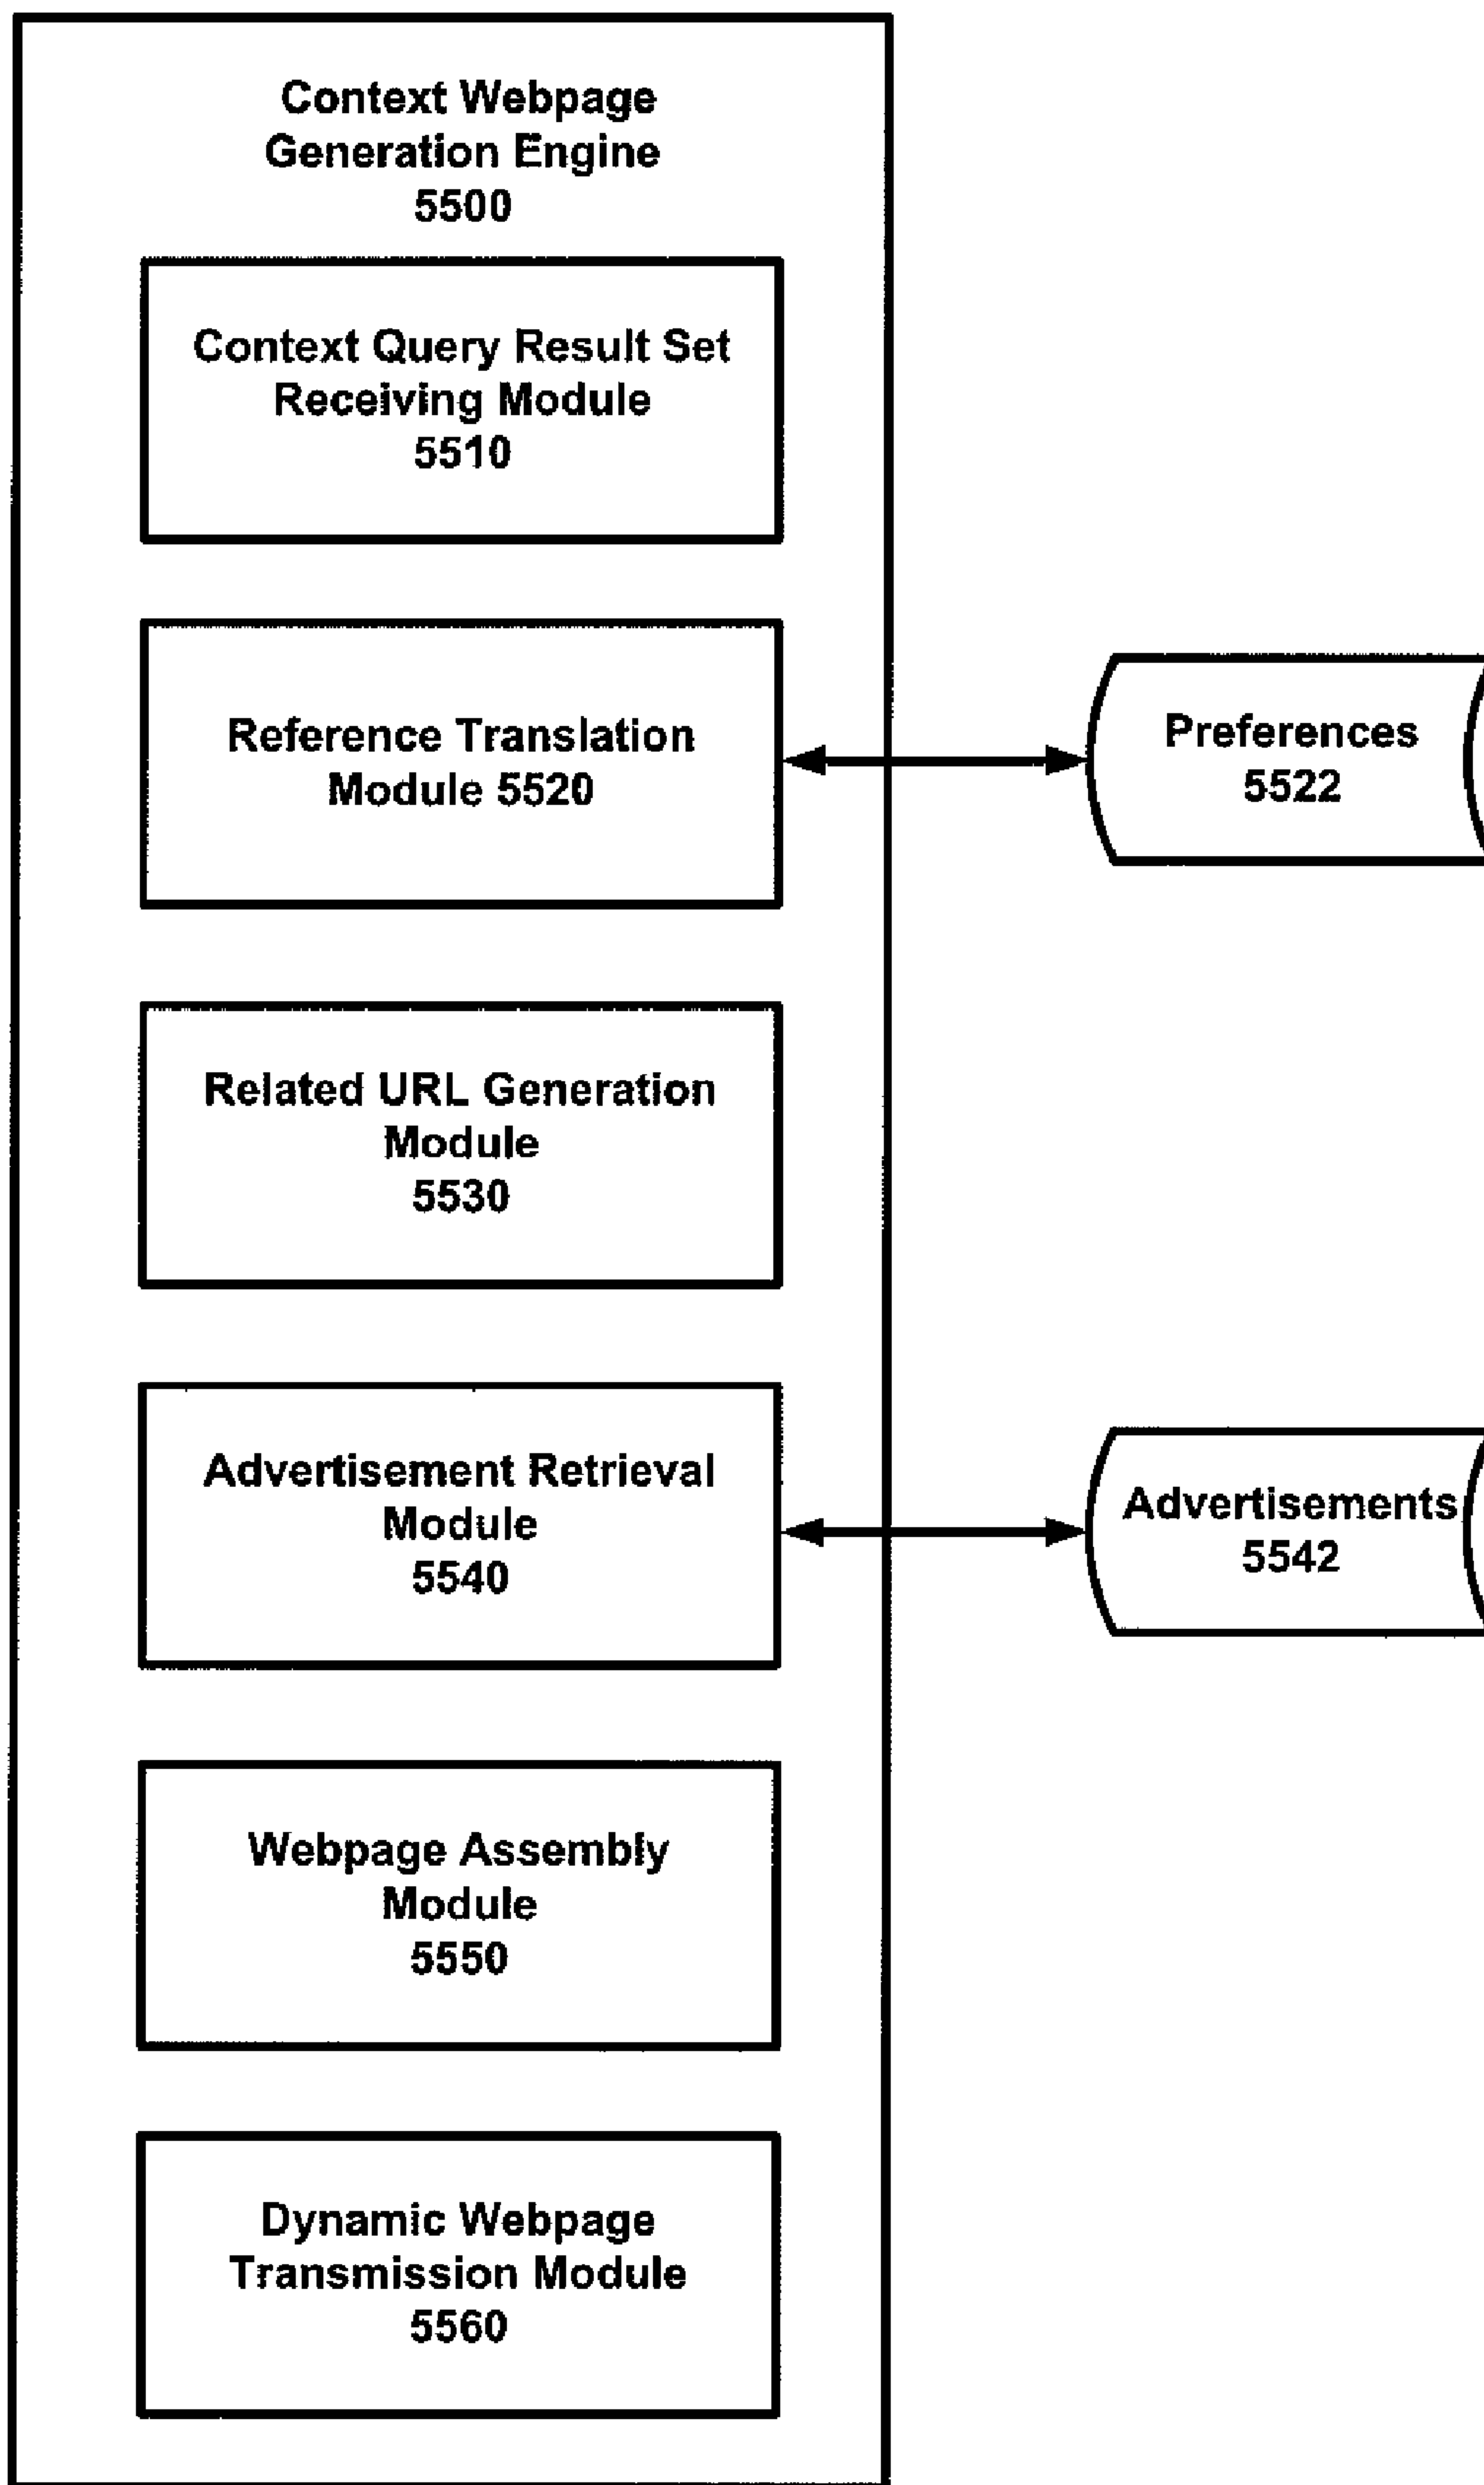 Context Webpage
Generation Engine
5500
Context Query Result Set
Receiving Module
5510
Reference Translation
Module 5520
Preferences
5522
Related URL Generation
Module
5530
Advertisement Retrieval
Module
5540
Advertisements
5542
Webpage Assembly
Module
5550
Dynamic Webpage
Transmission Module
5560